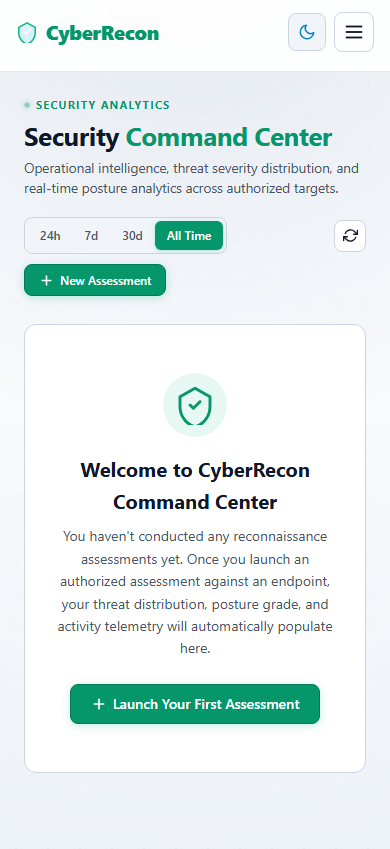 CyberRecon
SECURITY ANALYTICS
Security Command Center
Operational intelligence, threat severity distribution, and
real-time posture analytics across authorized targets.
24h 7d 30d All Time
New Assessment
Welcome to CyberRecon
Command Center
You haven't conducted any reconnaissance
assessments yet. Once you launch an
authorized assessment against an endpoint,
your threat distribution, posture grade, and
activity telemetry will automatically populate
here.
Launch Your First Assessment